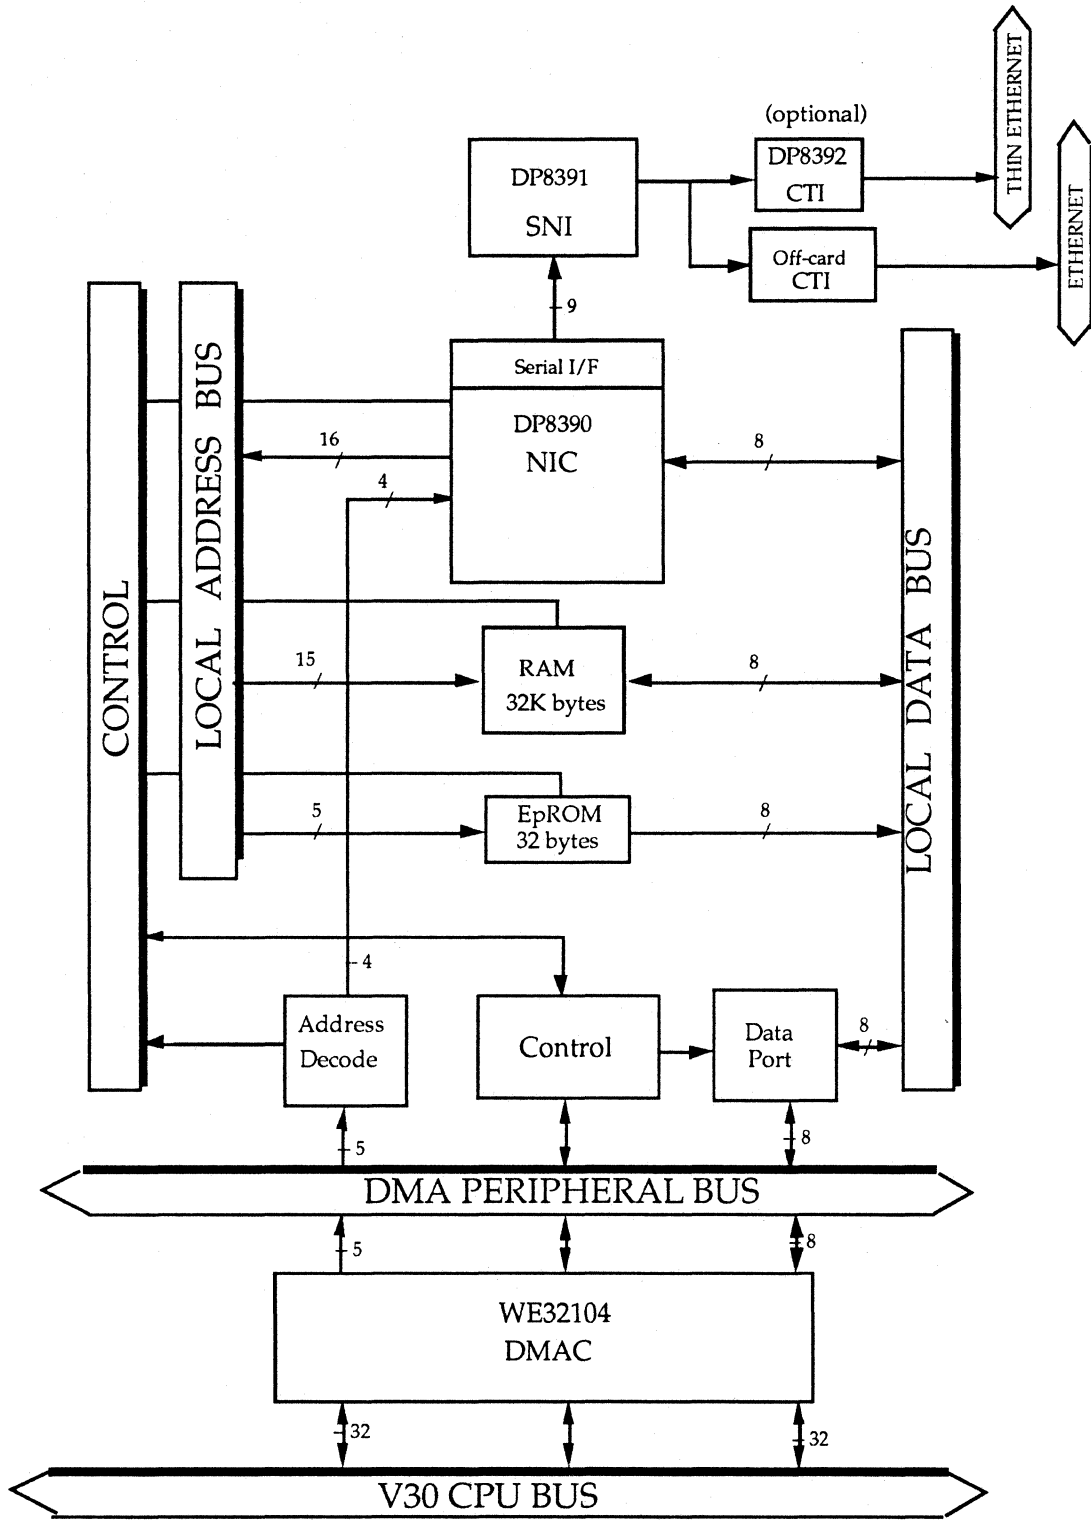 THIN ETHERNET
ETHERNET
(optional)
DP8391
SNI
DP8392
CTI
Off-card
CTI
9
Serial I/F
DP8390
NIC
16
4
8
CONTROL
LOCAL ADDRESS BUS
LOCAL DATA BUS
15
RAM
32K bytes
8
5
EpROM
32 bytes
8
4
Address
Decode
Control
Data
Port
8
5
8
DMA PERIPHERAL BUS
5
8
WE32104
DMAC
32
32
V30 CPU BUS